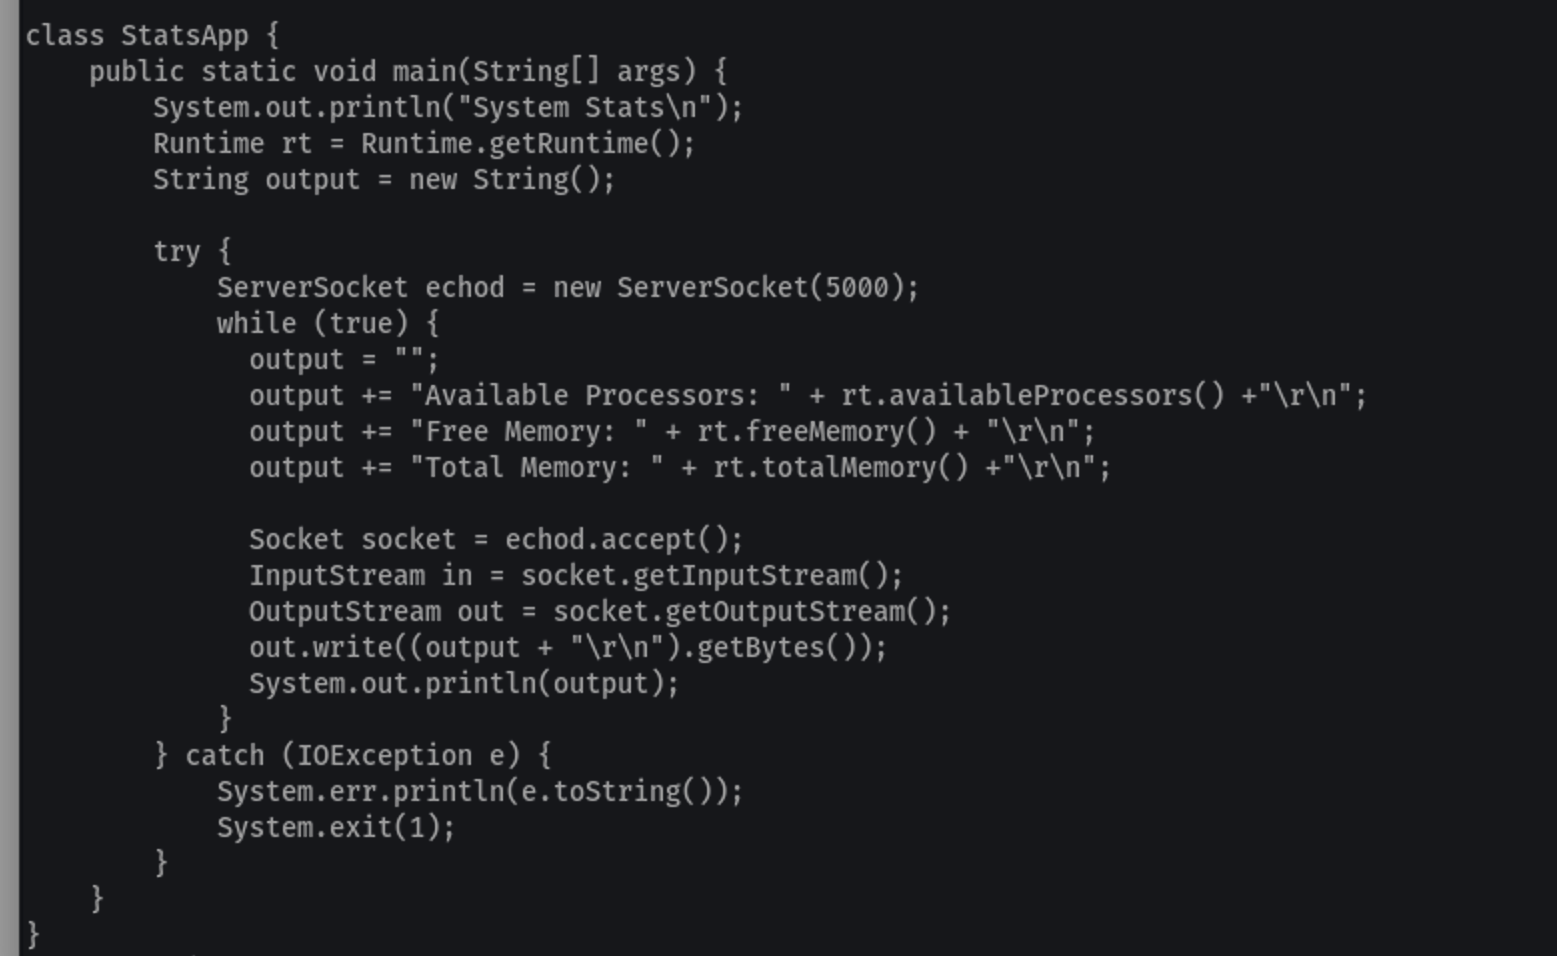 class StatsApp {
    public static void main(String[] args) {
        System.out.println("System Stats\n");
        Runtime rt = Runtime.getRuntime();
        String output = new String();

        try {
            ServerSocket echod = new ServerSocket(5000);
            while (true) {
              output = "";
              output += "Available Processors: " + rt.availableProcessors() +"\r\n";
              output += "Free Memory: " + rt.freeMemory() + "\r\n";
              output += "Total Memory: " + rt.totalMemory() +"\r\n";

              Socket socket = echod.accept();
              InputStream in = socket.getInputStream();
              OutputStream out = socket.getOutputStream();
              out.write((output + "\r\n").getBytes());
              System.out.println(output);
            }
        } catch (IOException e) {
            System.err.println(e.toString());
            System.exit(1);
        }
    }
}